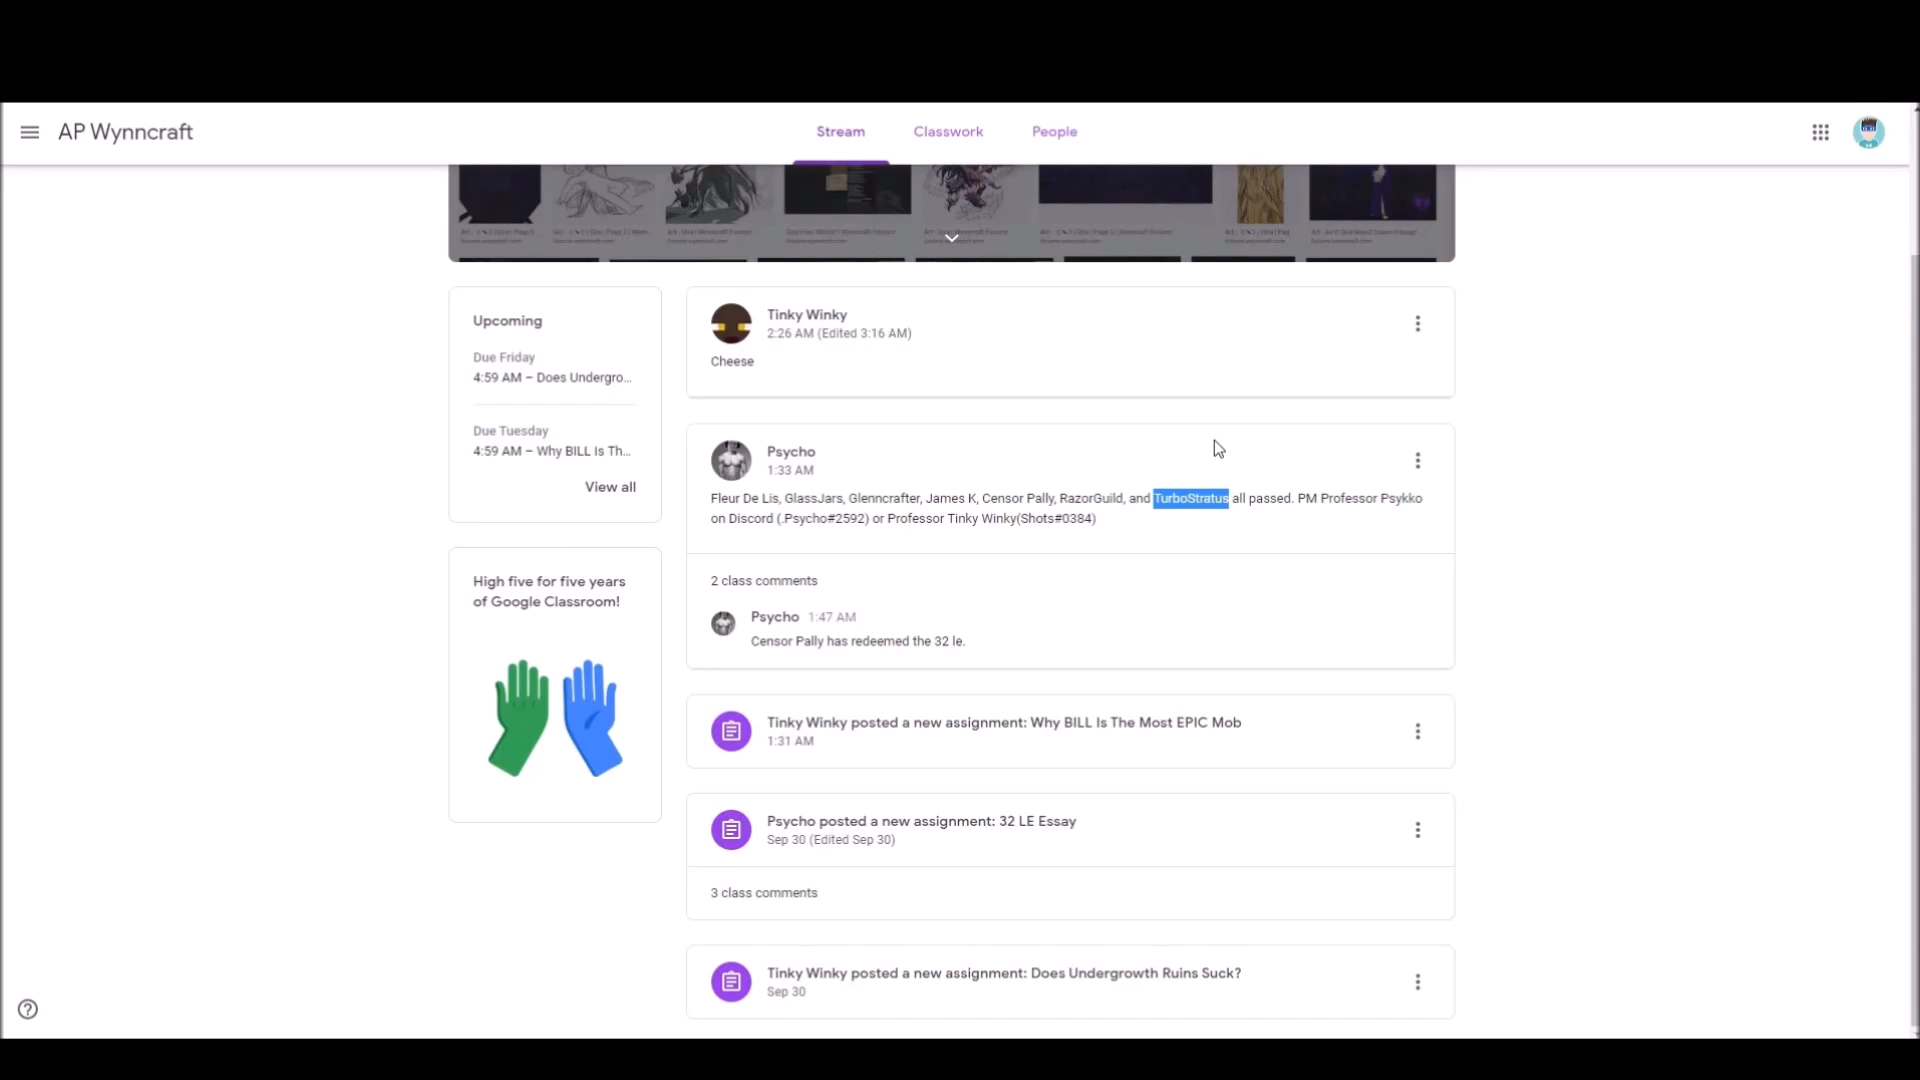 AP Wynncraft
Stream
Classwork
People
Upcoming
Due Friday
4:59 AM – Does Undergro...
Due Tuesday
4:59 AM – Why BILL Is Th...
View all
High five for five years
of Google Classroom!
Tinky Winky
2:26 AM (Edited 3:16 AM)
Cheese
Psycho
1:33 AM
Fleur De Lis, GlassJars, Glenncrafter, James K, Censor Pally, RazorGuild, and TurboStratus all passed. PM Professor Psykko
on Discord (.Psycho#2592) or Professor Tinky Winky(Shots#0384)
2 class comments
Psycho 1:47 AM
Censor Pally has redeemed the 32 le.
Tinky Winky posted a new assignment: Why BILL Is The Most EPIC Mob
1:31 AM
Psycho posted a new assignment: 32 LE Essay
Sep 30 (Edited Sep 30)
3 class comments
Tinky Winky posted a new assignment: Does Undergrowth Ruins Suck?
Sep 30